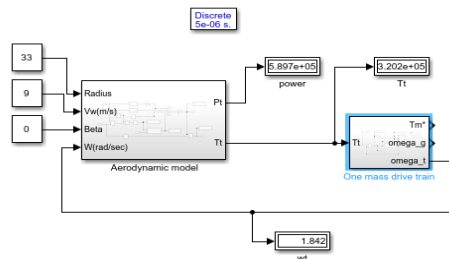 Discrete
5e-06 s.
33
9
0
Radius
Vw(m/s)
Beta
W(rad/sec)
Pt
Tt
Aerodynamic model
5.897e+05
power
3.202e+05
Tt
Tt
Tm*
omega_g
omega_t
One mass drive train
1.842
wt